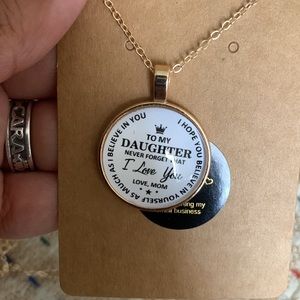 I HOPE YOU BELIEVE IN YOURSELF AS MUCH AS I BELIEVE IN YOU
TO MY
DAUGHTER
NEVER FORGET THAT
I Love You
LOVE, MOM
my
business